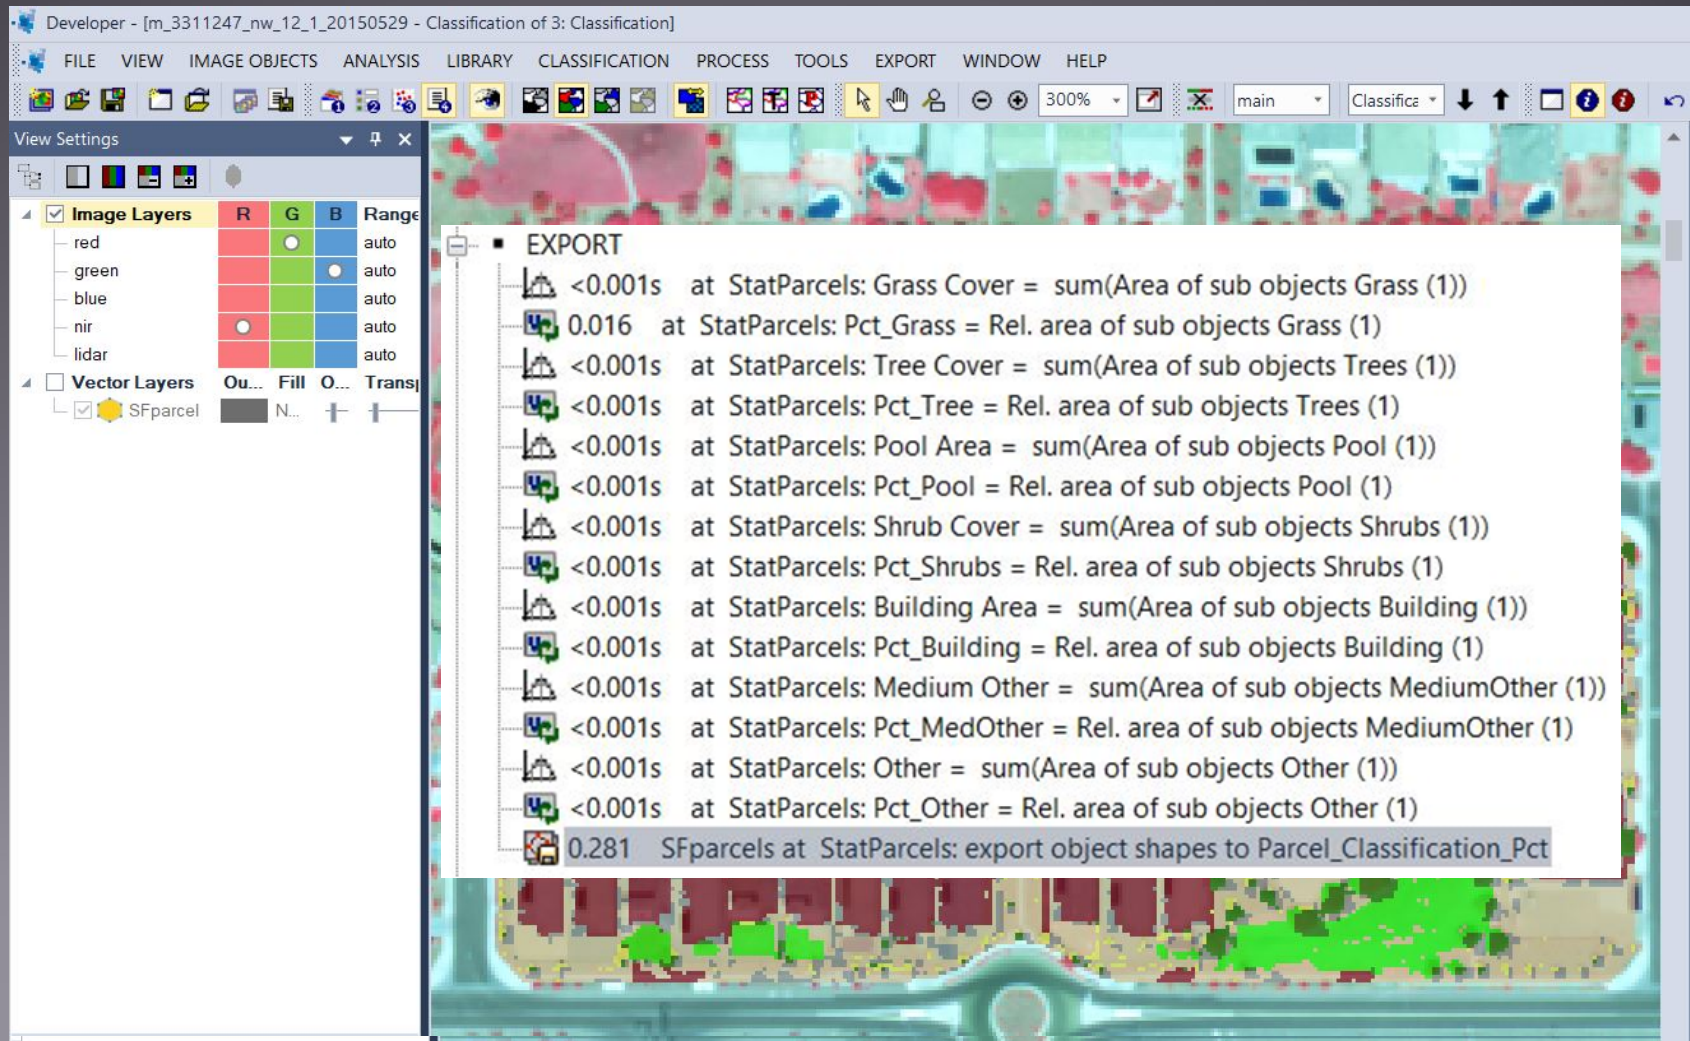 Developer - [m_3311247_nw_12_1_20150529 - Classification of 3: Classification]
FILE VIEW IMAGE OBJECTS ANALYSIS LIBRARY CLASSIFICATION PROCESS TOOLS EXPORT WINDOW HELP
300% main Classifica
View Settings
Image Layers R G B Range
red auto
green auto
blue auto
nir auto
lidar auto
Vector Layers Ou... Fill O... Transp
SFparcel N...
EXPORT
<0.001s at StatParcels: Grass Cover = sum(Area of sub objects Grass (1))
0.016 at StatParcels: Pct_Grass = Rel. area of sub objects Grass (1)
<0.001s at StatParcels: Tree Cover = sum(Area of sub objects Trees (1))
<0.001s at StatParcels: Pct_Tree = Rel. area of sub objects Trees (1)
<0.001s at StatParcels: Pool Area = sum(Area of sub objects Pool (1))
<0.001s at StatParcels: Pct_Pool = Rel. area of sub objects Pool (1)
<0.001s at StatParcels: Shrub Cover = sum(Area of sub objects Shrubs (1))
<0.001s at StatParcels: Pct_Shrubs = Rel. area of sub objects Shrubs (1)
<0.001s at StatParcels: Building Area = sum(Area of sub objects Building (1))
<0.001s at StatParcels: Pct_Building = Rel. area of sub objects Building (1)
<0.001s at StatParcels: Medium Other = sum(Area of sub objects MediumOther (1))
<0.001s at StatParcels: Pct_MedOther = Rel. area of sub objects MediumOther (1)
<0.001s at StatParcels: Other = sum(Area of sub objects Other (1))
<0.001s at StatParcels: Pct_Other = Rel. area of sub objects Other (1)
0.281 SFparcels at StatParcels: export object shapes to Parcel_Classification_Pct